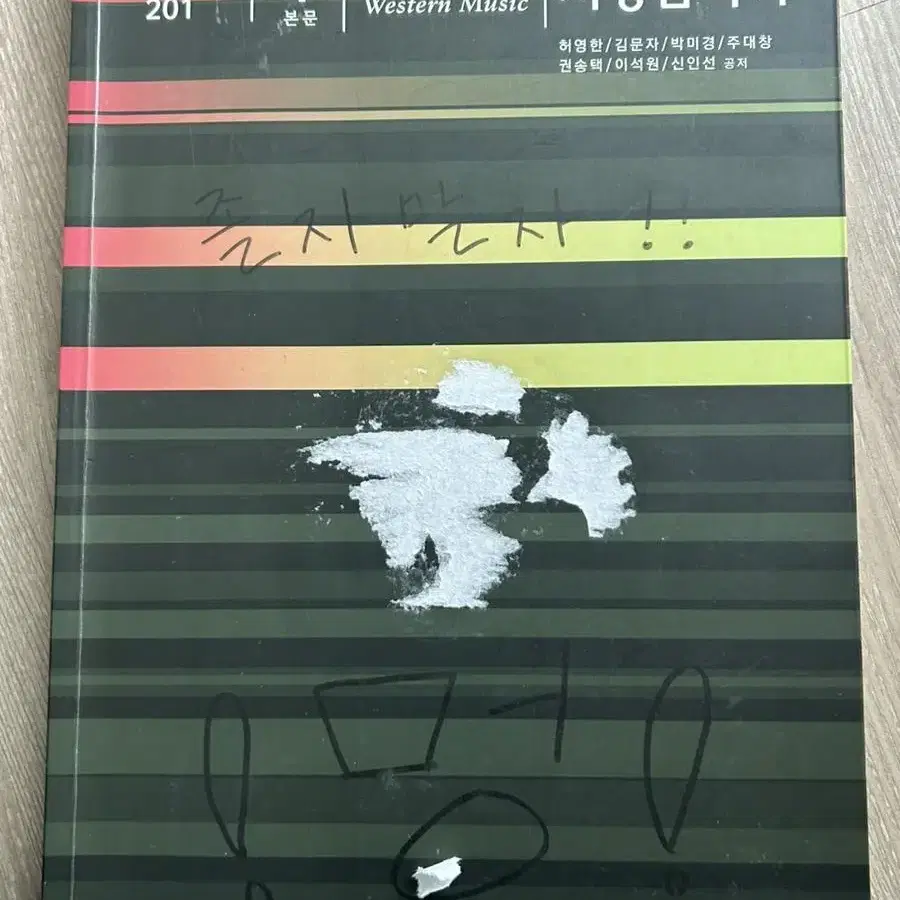 201
본문
Western Music
허영한/김문자/박미경/주대창
권송택/이석원/신인선 공저
졸지 말자 !!
! 멍 !